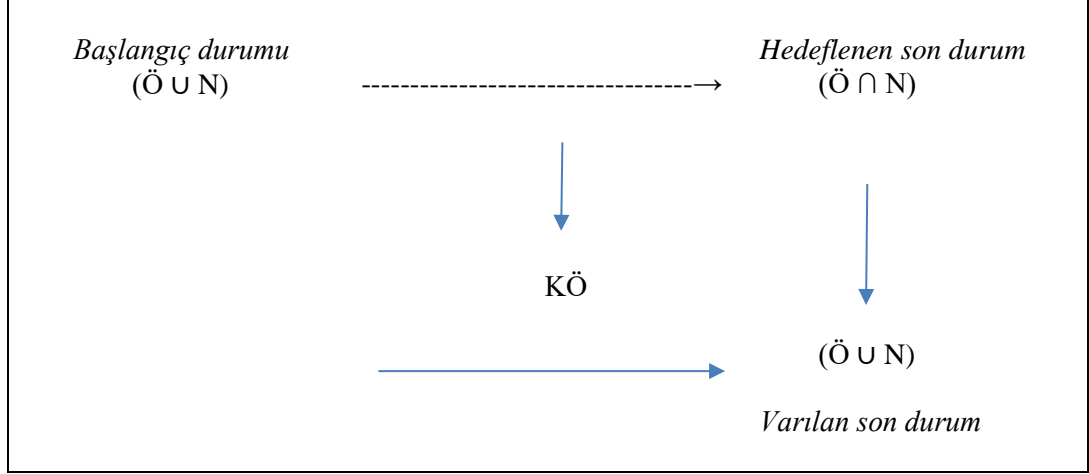 Başlangıç durumu Hedeflenen son durum
(Ö ∪ N) ----------------------------------→ (Ö ∩ N)
KÖ
(Ö ∪ N)
Varılan son durum